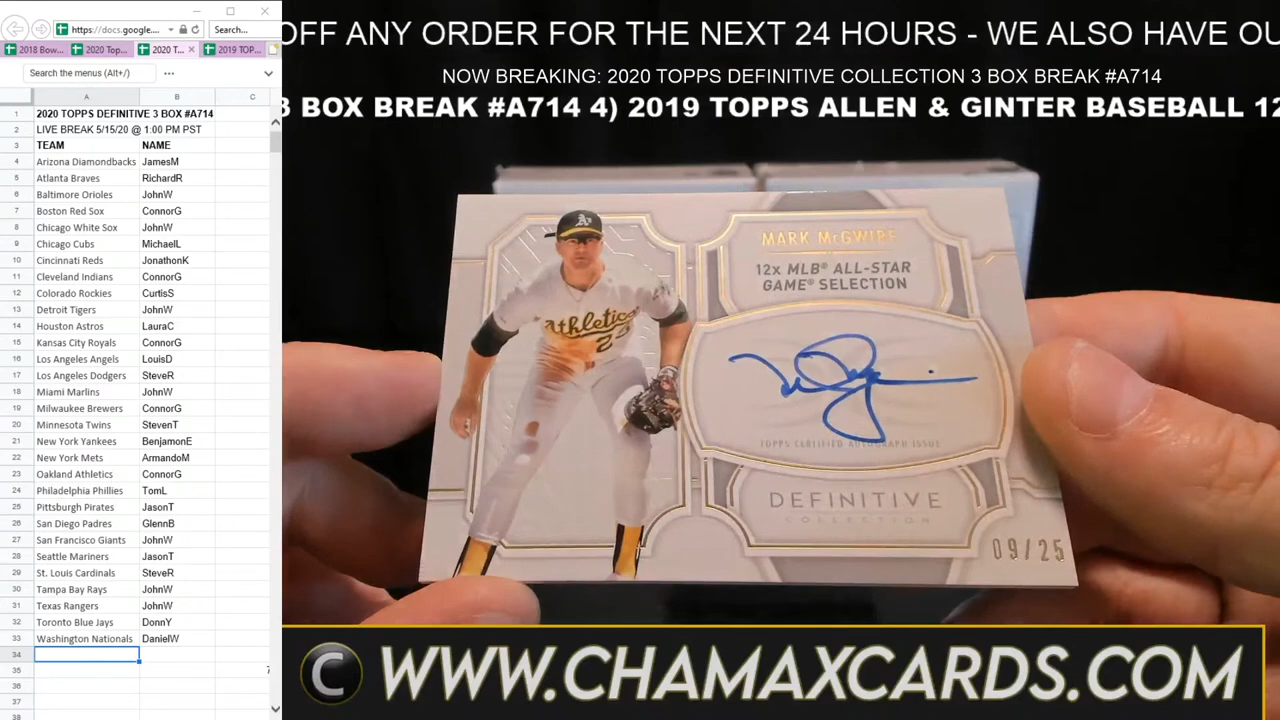 https://docs.google.... Search...
2018 Bow... 2020 Top... 2020 T... 2019 TOP...
Search the menus (Alt+/)
A B C
1 2020 TOPPS DEFINITIVE 3 BOX #A714
2 LIVE BREAK 5/15/20 @ 1:00 PM PST
3 TEAM NAME
4 Arizona Diamondbacks JamesM
5 Atlanta Braves RichardR
6 Baltimore Orioles JohnW
7 Boston Red Sox ConnorG
8 Chicago White Sox JohnW
9 Chicago Cubs MichaelL
10 Cincinnati Reds JonathonK
11 Cleveland Indians ConnorG
12 Colorado Rockies CurtisS
13 Detroit Tigers JohnW
14 Houston Astros LauraC
15 Kansas City Royals ConnorG
16 Los Angeles Angels LouisD
17 Los Angeles Dodgers SteveR
18 Miami Marlins JohnW
19 Milwaukee Brewers ConnorG
20 Minnesota Twins StevenT
21 New York Yankees BenjamonE
22 New York Mets ArmandoM
23 Oakland Athletics ConnorG
24 Philadelphia Phillies TomL
25 Pittsburgh Pirates JasonT
26 San Diego Padres GlennB
27 San Francisco Giants JohnW
28 Seattle Mariners JasonT
29 St. Louis Cardinals SteveR
30 Tampa Bay Rays JohnW
31 Texas Rangers JohnW
32 Toronto Blue Jays DonnY
33 Washington Nationals DanielW
34
35 7
36
37
38
OFF ANY ORDER FOR THE NEXT 24 HOURS - WE ALSO HAVE OU
NOW BREAKING: 2020 TOPPS DEFINITIVE COLLECTION 3 BOX BREAK #A714
3 BOX BREAK #A714 4) 2019 TOPPS ALLEN & GINTER BASEBALL 12
MARK McGWIRE
12x MLB® ALL-STAR
GAME® SELECTION
A's
Athletics
TOPPS CERTIFIED AUTOGRAPH ISSUE
DEFINITIVE
COLLECTION
09/25
C WWW.CHAMAXCARDS.COM